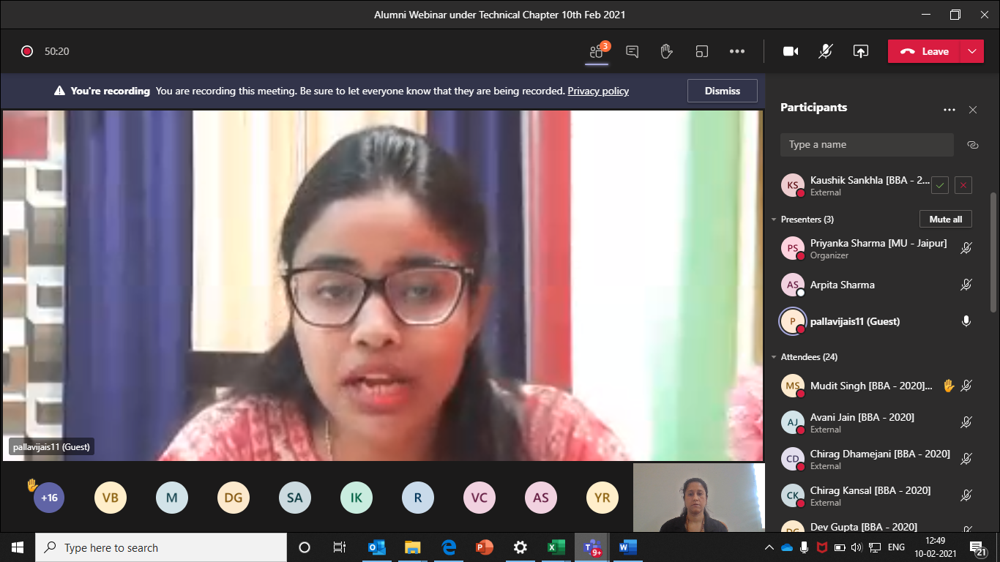 Alumni Webinar under Technical Chapter 10th Feb 2021
50:20
3
Leave
You're recording You are recording this meeting. Be sure to let everyone know that they are being recorded. Privacy policy
Dismiss
Participants
Type a name
KS
Kaushik Sankhla [BBA - 2...
External
Presenters (3)
Mute all
PS
Priyanka Sharma [MU - Jaipur]
Organizer
AS
Arpita Sharma
P
pallavijais11 (Guest)
Attendees (24)
MS
Mudit Singh [BBA - 2020]...
AJ
Avani Jain [BBA - 2020]
External
CD
Chirag Dhamejani [BBA - 2020]
External
CK
Chirag Kansal [BBA - 2020]
External
DG
Dev Gupta [BBA - 2020]
pallavijais11 (Guest)
+16
VB
M
DG
SA
IK
R
VC
AS
YR
Type here to search
9+
ENG
12:49
10-02-2021
21